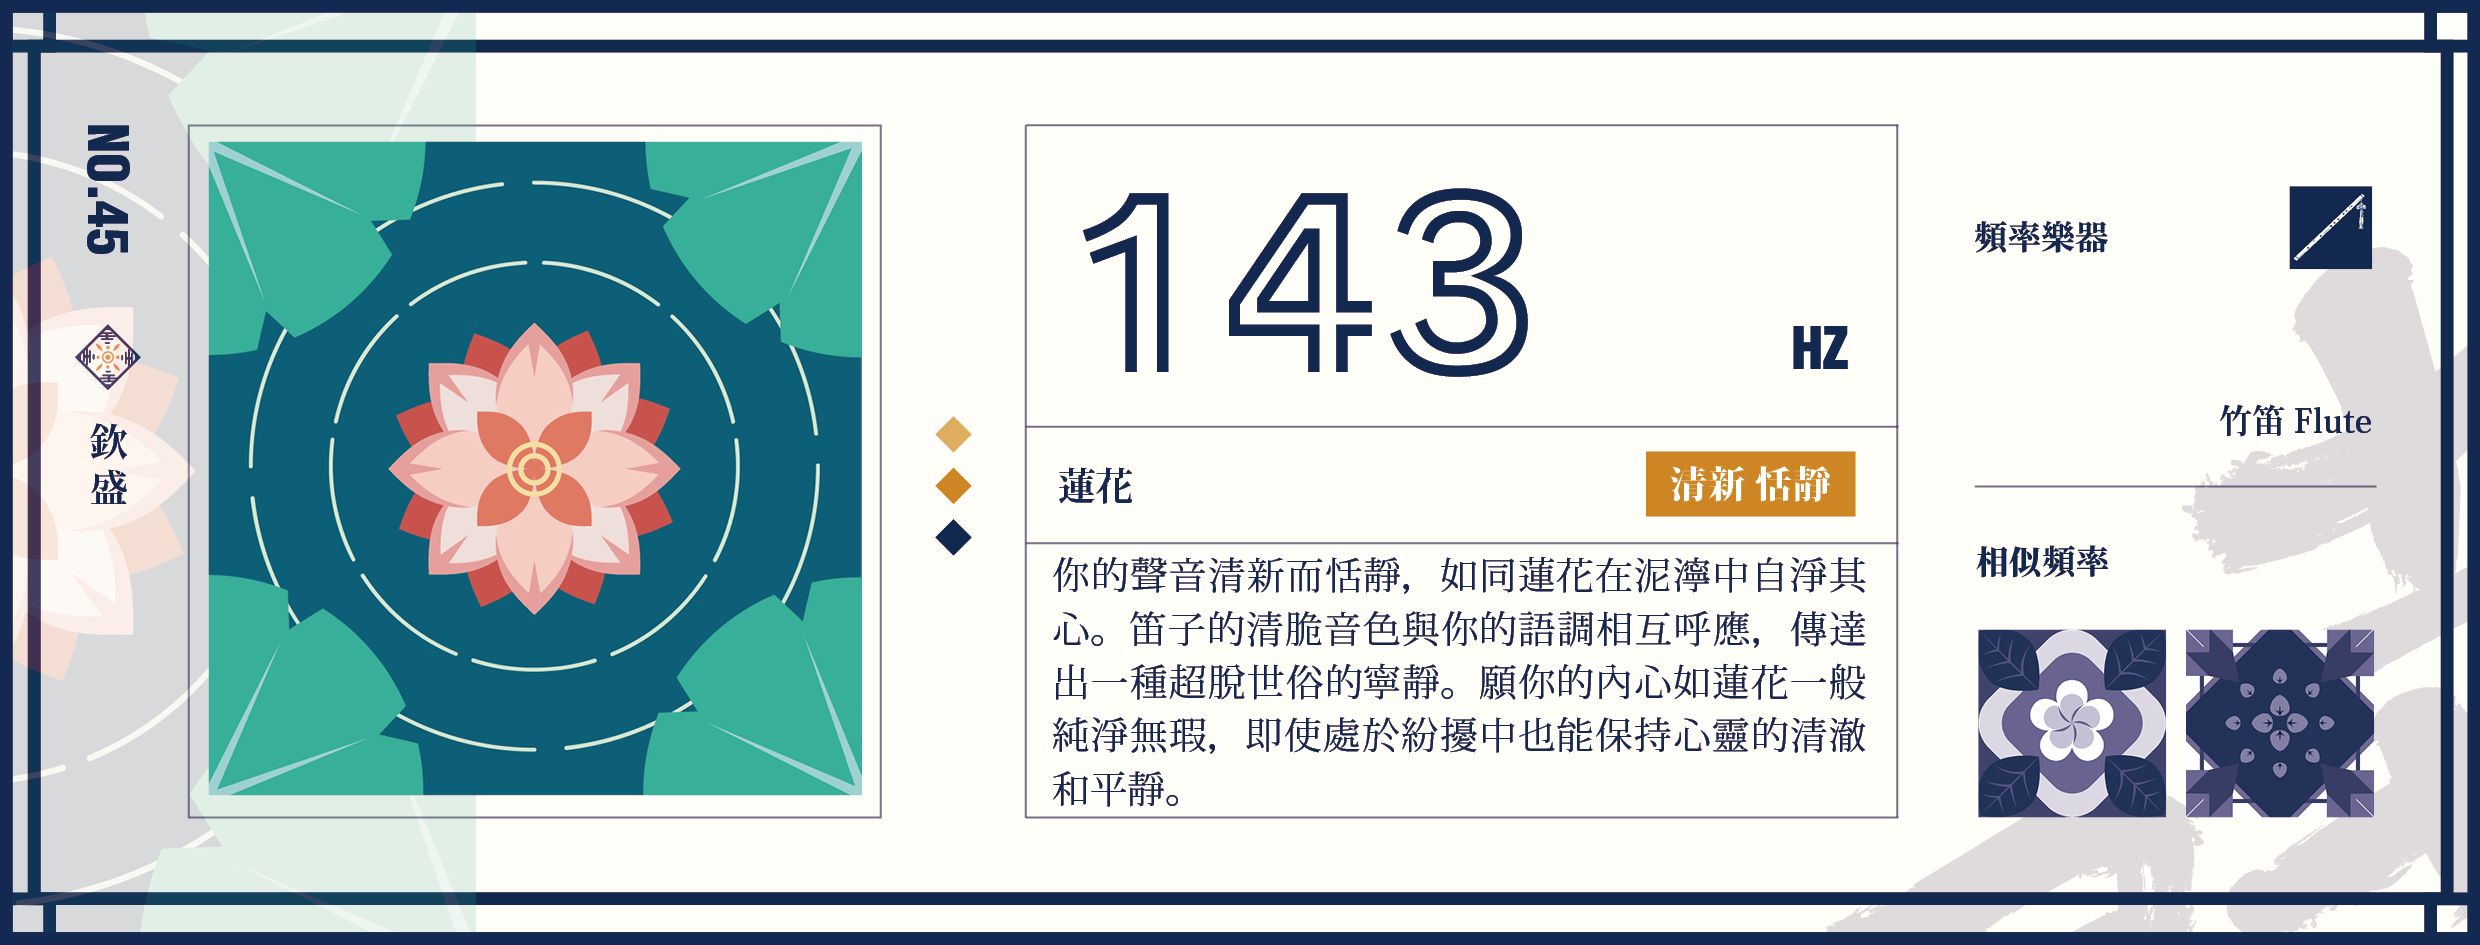 NO.45
欽盛
143
HZ
蓮花
清新 恬靜
你的聲音清新而恬靜，如同蓮花在泥濘中自淨其
心。笛子的清脆音色與你的語調相互呼應，傳達
出一種超脫世俗的寧靜。願你的內心如蓮花一般
純淨無瑕，即使處於紛擾中也能保持心靈的清澈
和平靜。
頻率樂器
竹笛 Flute
相似頻率